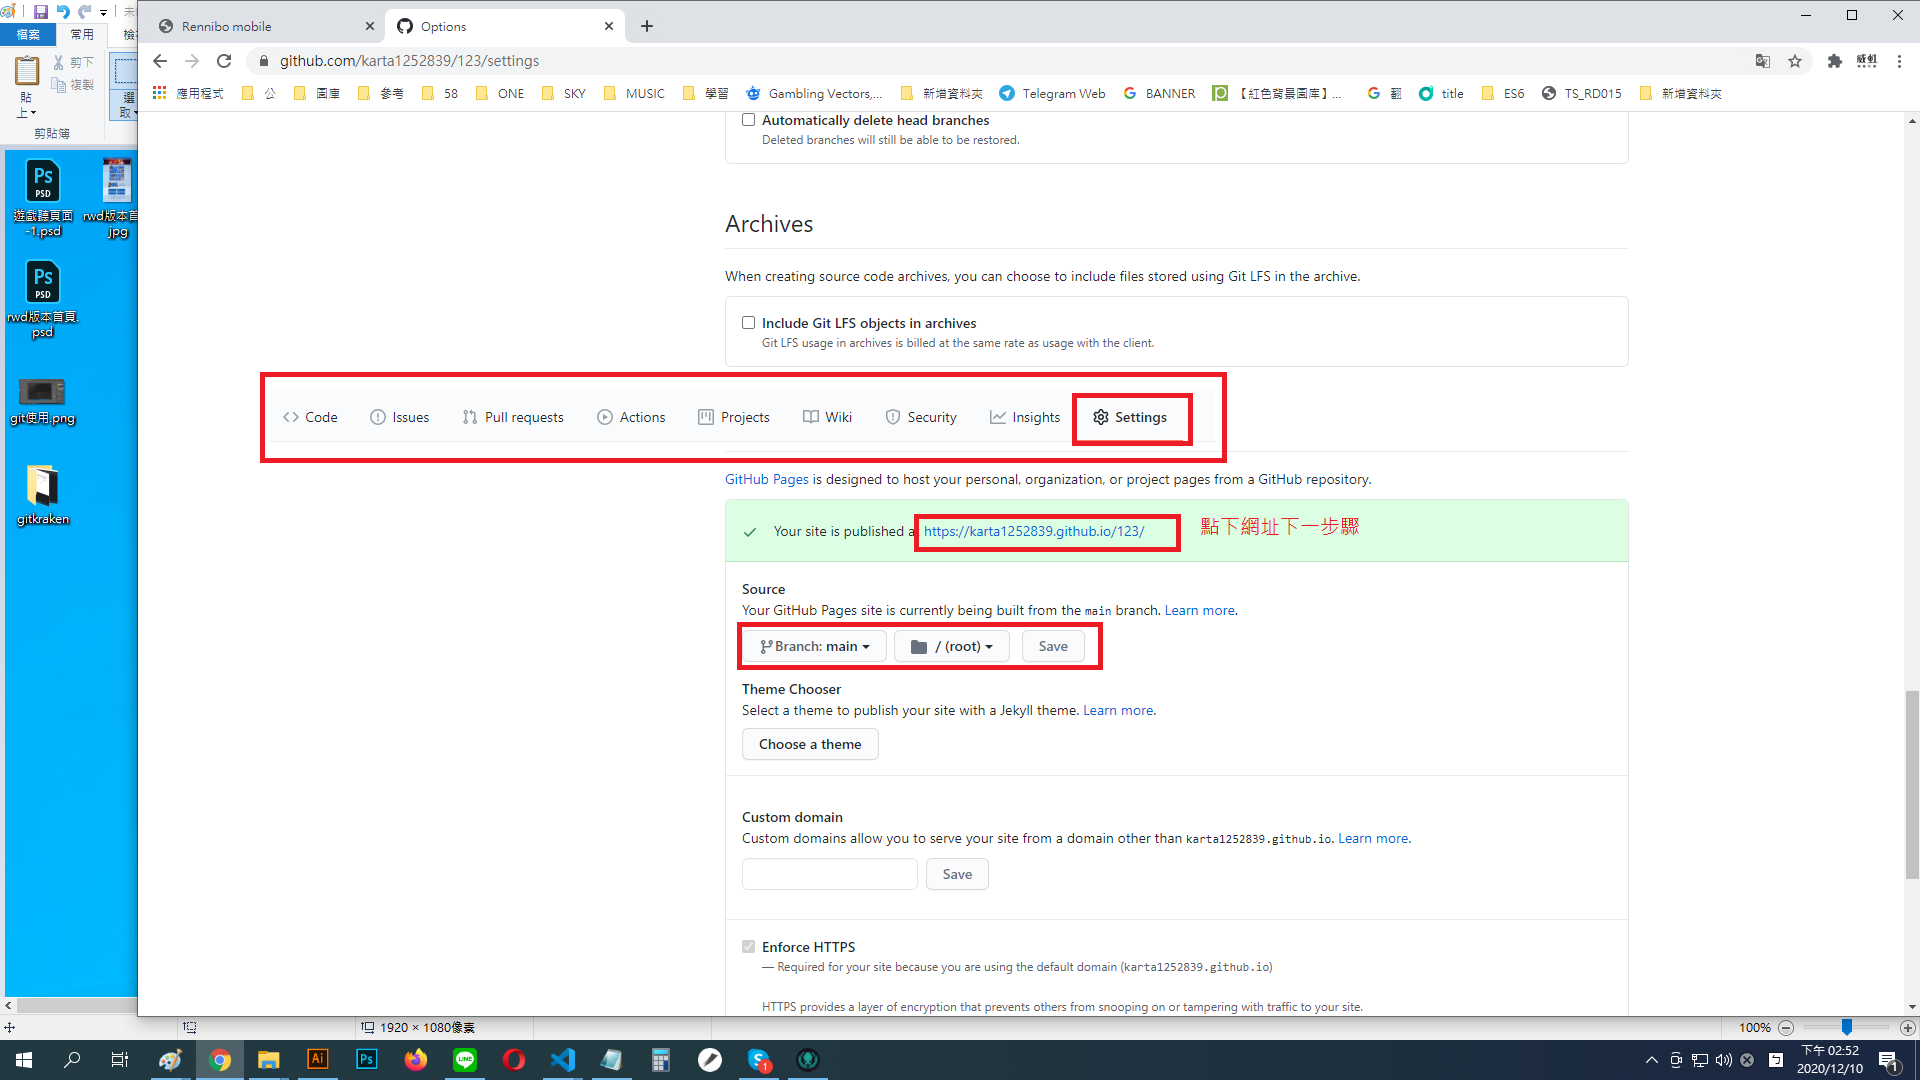 未
檔案
常用
檢
貼上
剪下
複製
選取
剪貼簿
Rennibo mobile
Options
github.com/karta1252839/123/settings
威虹
應用程式
公
圖庫
參考
58
ONE
SKY
MUSIC
學習
Gambling Vectors,...
新增資料夾
Telegram Web
BANNER
【紅色背景圖庫】...
翻
title
ES6
TS_RD015
新增資料夾
Ps
PSD
遊戲聽頁面
-1.psd
rwd版本首
.jpg
Ps
PSD
rwd版本首頁.
psd
git使用.png
gitkraken
Automatically delete head branches
Deleted branches will still be able to be restored.
Archives
When creating source code archives, you can choose to include files stored using Git LFS in the archive.
Include Git LFS objects in archives
Git LFS usage in archives is billed at the same rate as usage with the client.
Code
Issues
Pull requests
Actions
Projects
Wiki
Security
Insights
Settings
GitHub Pages is designed to host your personal, organization, or project pages from a GitHub repository.
Your site is published a https://karta1252839.github.io/123/
點下網址下一步驟
Source
Your GitHub Pages site is currently being built from the main branch. Learn more.
Branch: main
/ (root)
Save
Theme Chooser
Select a theme to publish your site with a Jekyll theme. Learn more.
Choose a theme
Custom domain
Custom domains allow you to serve your site from a domain other than karta1252839.github.io. Learn more.
Save
Enforce HTTPS
— Required for your site because you are using the default domain (karta1252839.github.io)
HTTPS provides a layer of encryption that prevents others from snooping on or tampering with traffic to your site.
1920 × 1080像素
100%
Ai
Ps
LINE
S
1
下午 02:52
2020/12/10
1